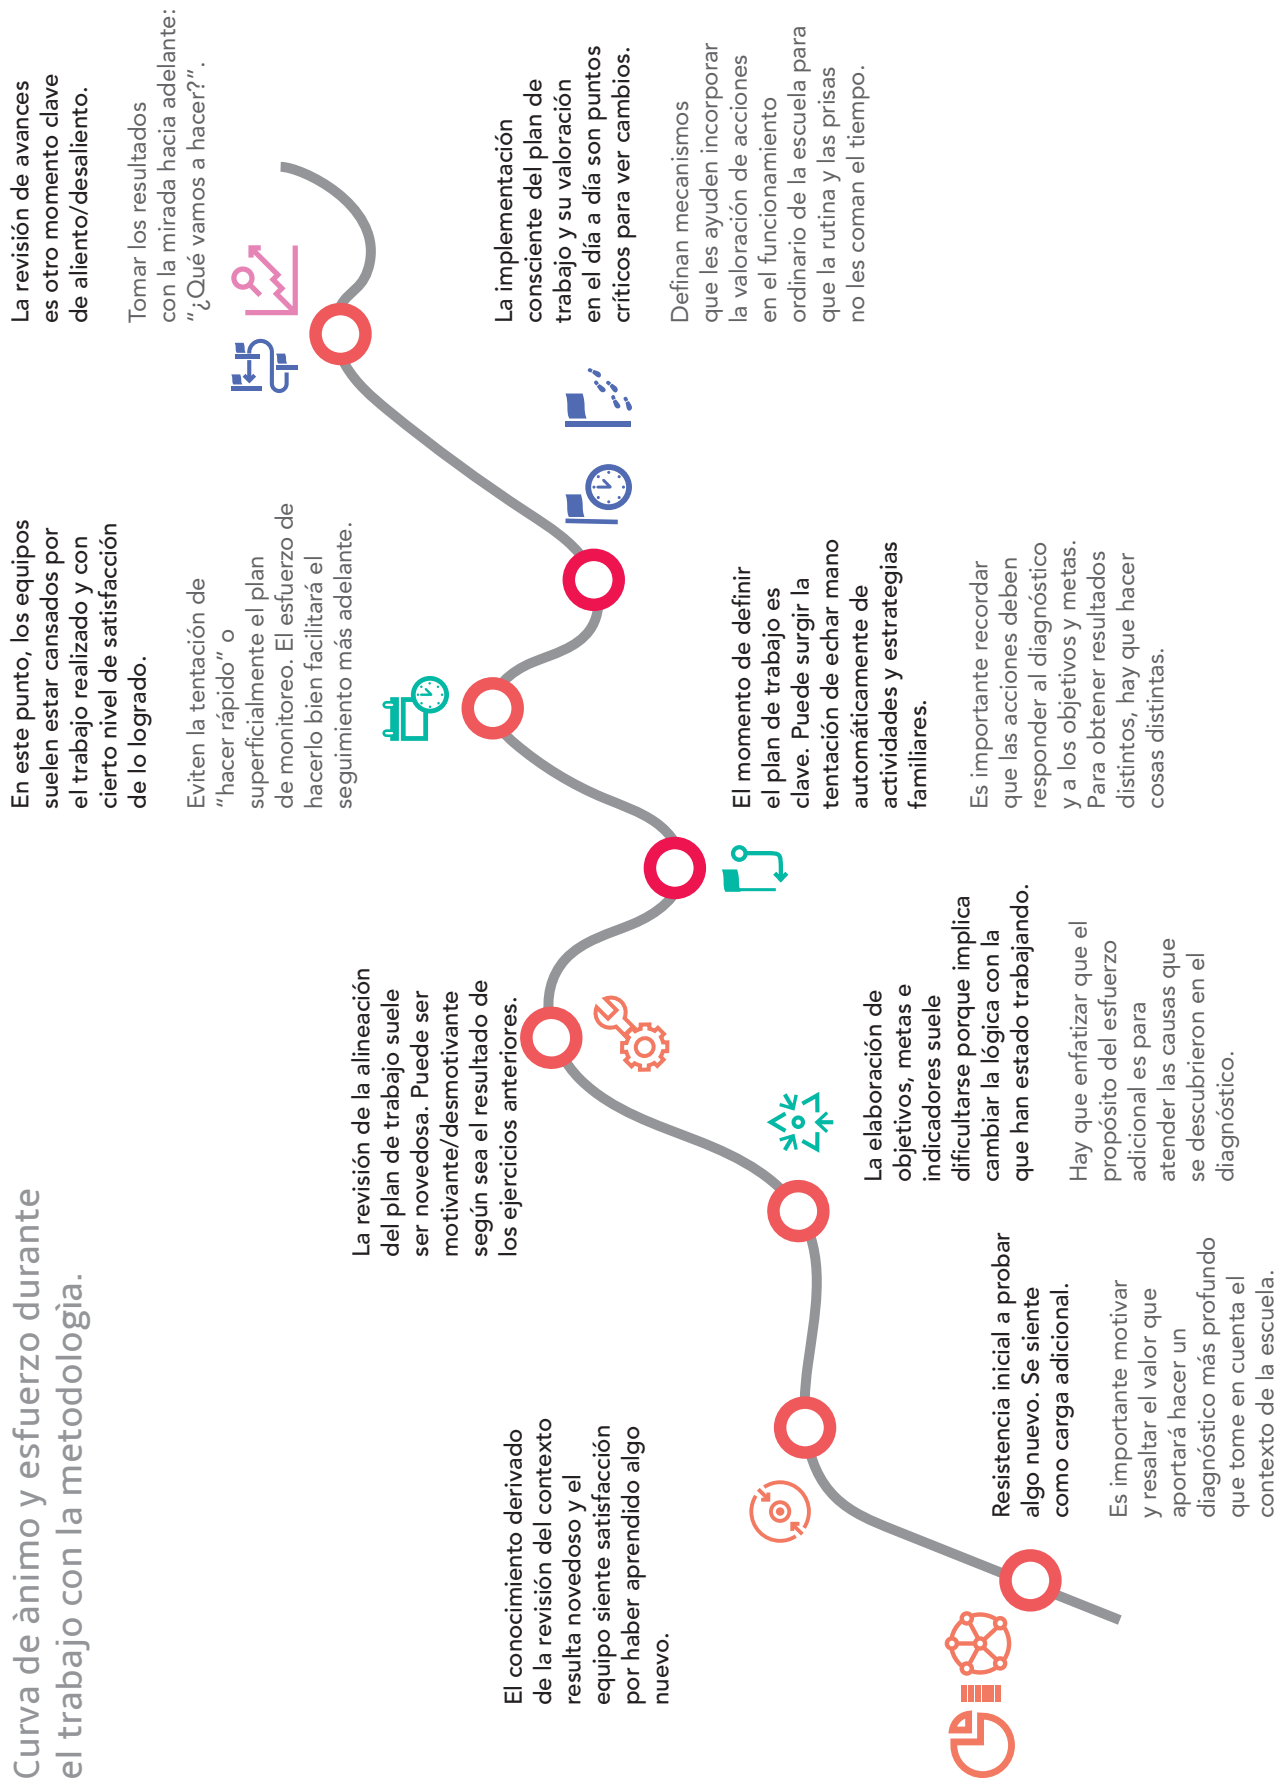 Curva de ànimo y esfuerzo durante
el trabajo con la metodologìa.
Resistencia inicial a probar
algo nuevo. Se siente
como carga adicional.
Es importante motivar
y resaltar el valor que
aportará hacer un
diagnóstico más profundo
que tome en cuenta el
contexto de la escuela.
El conocimiento derivado
de la revisión del contexto
resulta novedoso y el
equipo siente satisfacción
por haber aprendido algo
nuevo.
La elaboración de
objetivos, metas e
indicadores suele
dificultarse porque implica
cambiar la lógica con la
que han estado trabajando.
Hay que enfatizar que el
propósito del esfuerzo
adicional es para
atender las causas que
se descubrieron en el
diagnóstico.
La revisión de la alineación
del plan de trabajo suele
ser novedosa. Puede ser
motivante/desmotivante
según sea el resultado de
los ejercicios anteriores.
El momento de definir
el plan de trabajo es
clave. Puede surgir la
tentación de echar mano
automáticamente de
actividades y estrategias
familiares.
Es importante recordar
que las acciones deben
responder al diagnóstico
y a los objetivos y metas.
Para obtener resultados
distintos, hay que hacer
cosas distintas.
En este punto, los equipos
suelen estar cansados por
el trabajo realizado y con
cierto nivel de satisfacción
de lo logrado.
Eviten la tentación de
“hacer rápido” o
superficialmente el plan
de monitoreo. El esfuerzo de
hacerlo bien facilitará el
seguimiento más adelante.
La implementación
consciente del plan de
trabajo y su valoración
en el día a día son puntos
críticos para ver cambios.
Definan mecanismos
que les ayuden incorporar
la valoración de acciones
en el funcionamiento
ordinario de la escuela para
que la rutina y las prisas
no les coman el tiempo.
La revisión de avances
es otro momento clave
de aliento/desaliento.
Tomar los resultados
con la mirada hacia adelante:
“¿Qué vamos a hacer?”.